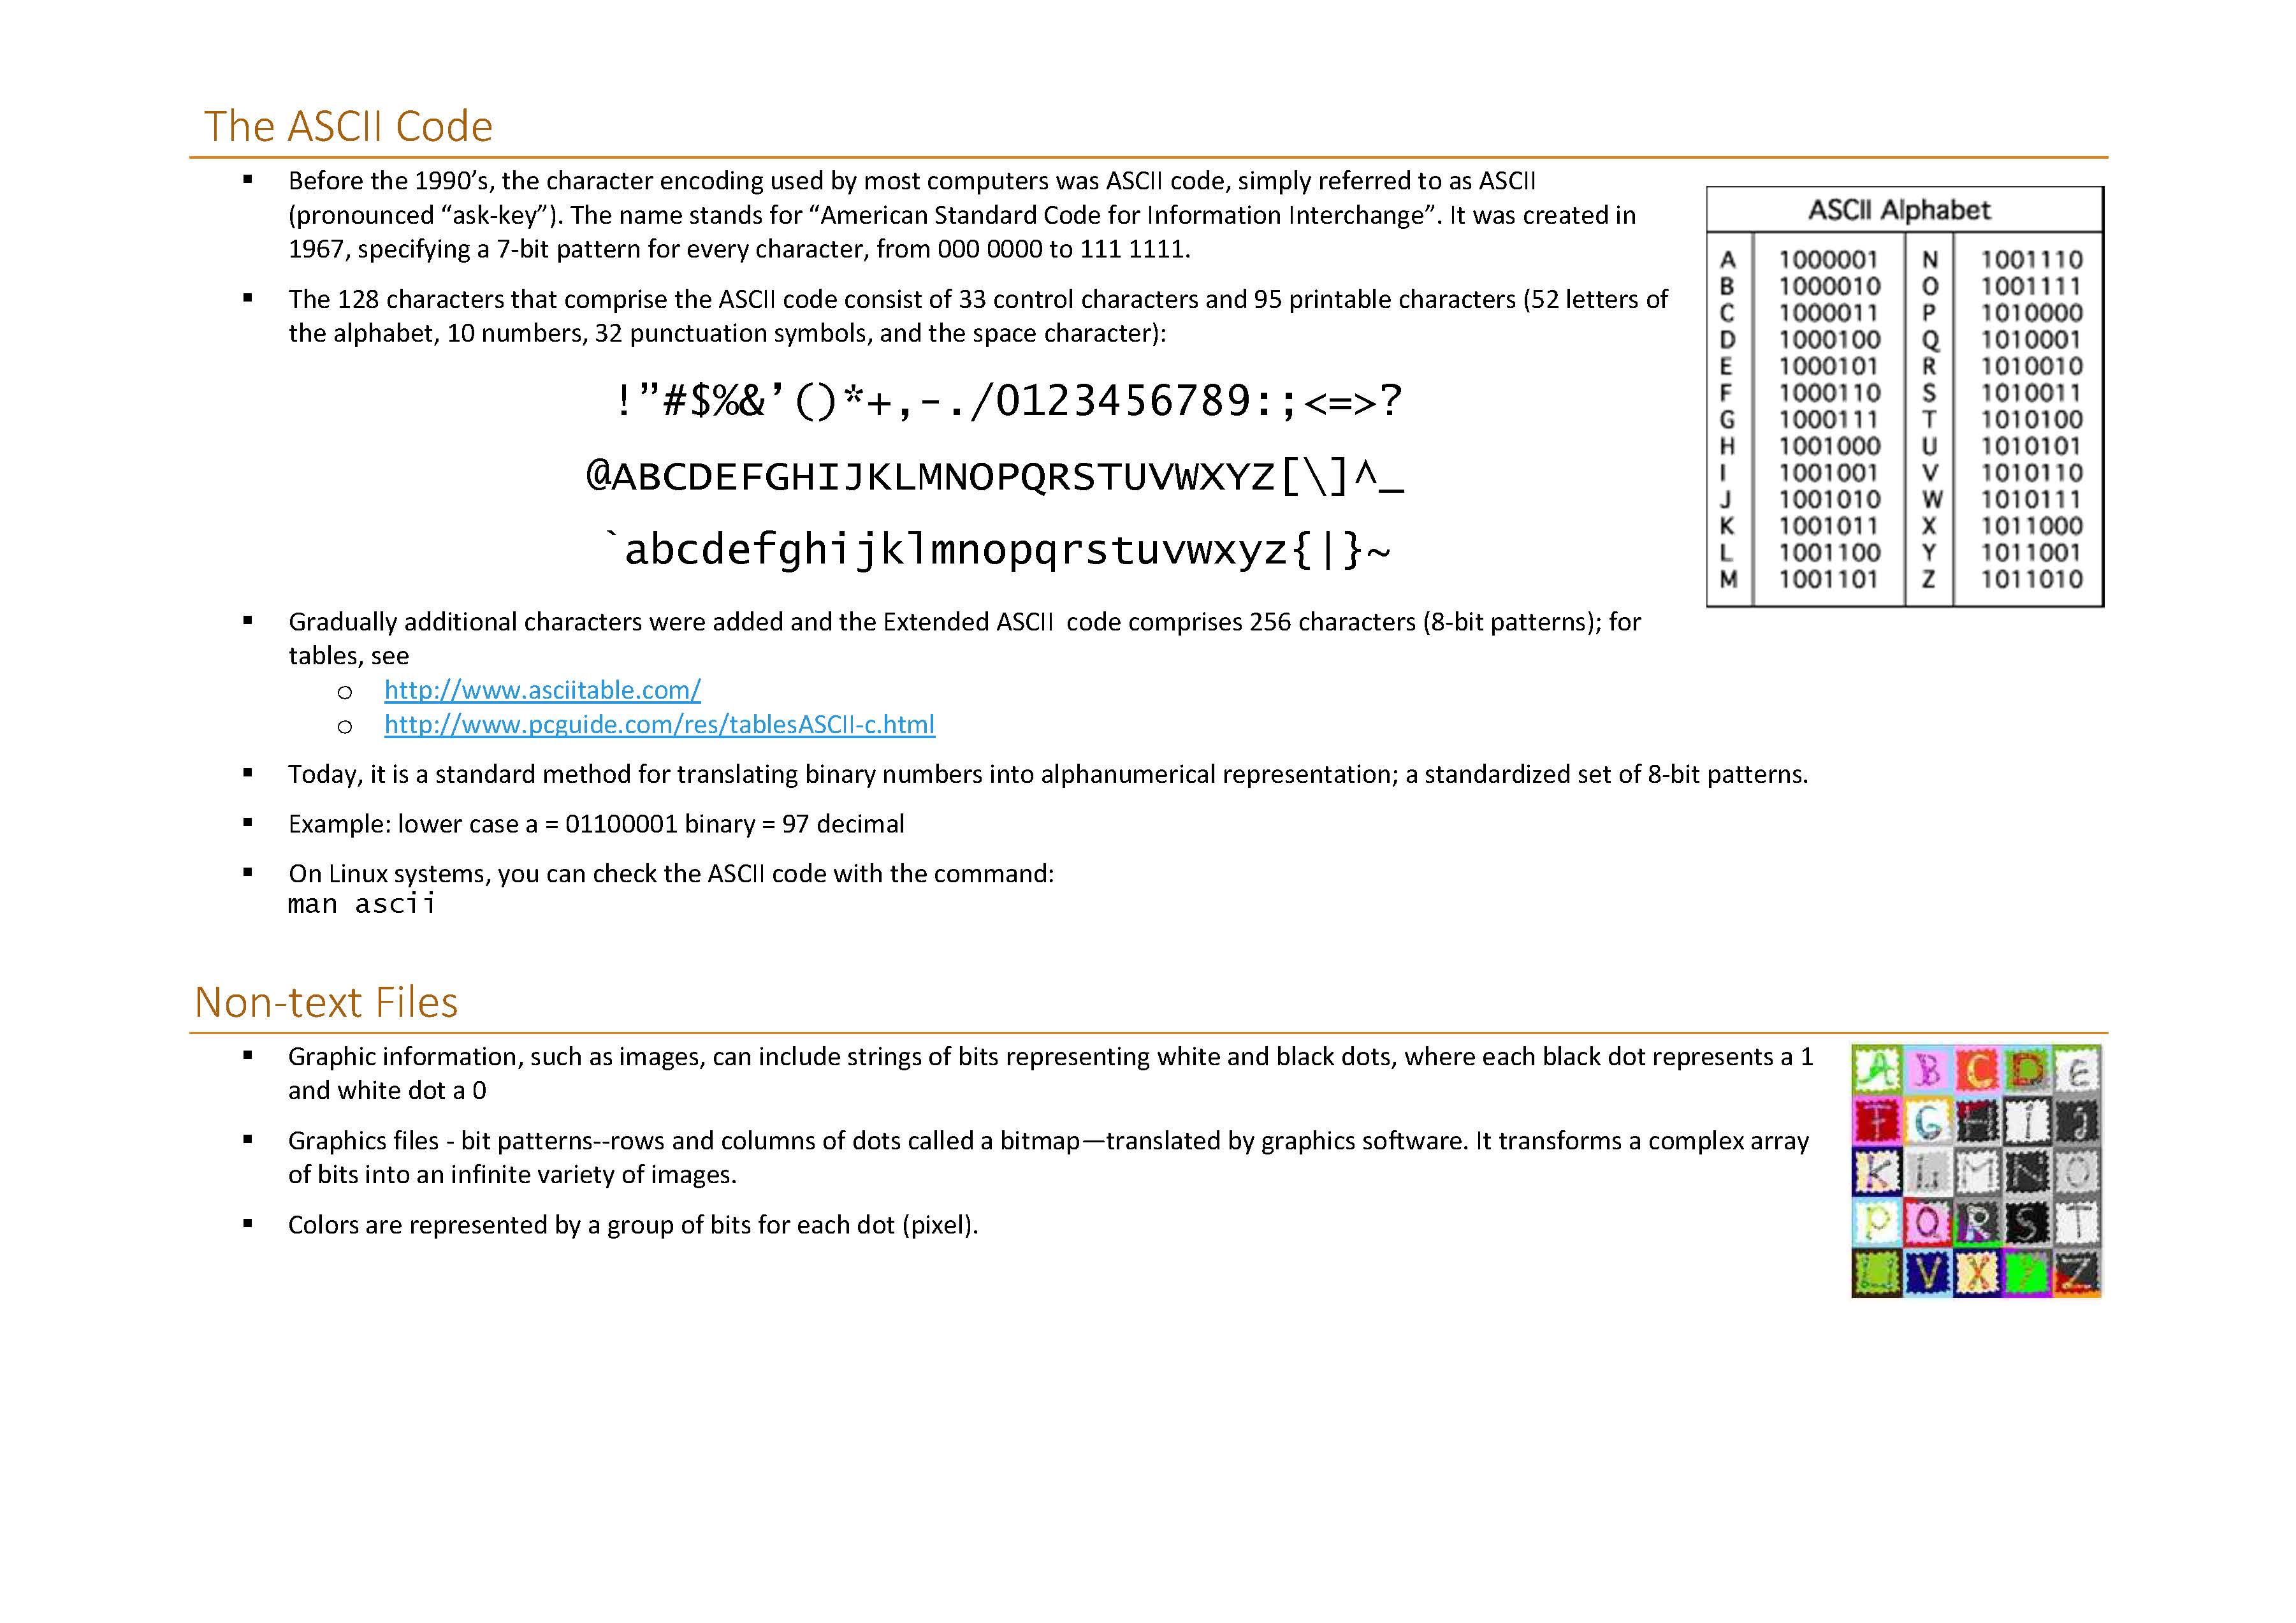 The ASCII Code
▪ Before the 1990’s, the character encoding used by most computers was ASCII code, simply referred to as ASCII
(pronounced “ask-key”). The name stands for “American Standard Code for Information Interchange”. It was created in
1967, specifying a 7-bit pattern for every character, from 000 0000 to 111 1111.
▪ The 128 characters that comprise the ASCII code consist of 33 control characters and 95 printable characters (52 letters of
the alphabet, 10 numbers, 32 punctuation symbols, and the space character):
!”#$%&’()*+,-./0123456789:;<=>?
@ABCDEFGHIJKLMNOPQRSTUVWXYZ[\]^_
`abcdefghijklmnopqrstuvwxyz{|}~
ASCII Alphabet
A 1000001 N 1001110
B 1000010 O 1001111
C 1000011 P 1010000
D 1000100 Q 1010001
E 1000101 R 1010010
F 1000110 S 1010011
G 1000111 T 1010100
H 1001000 U 1010101
I 1001001 V 1010110
J 1001010 W 1010111
K 1001011 X 1011000
L 1001100 Y 1011001
M 1001101 Z 1011010
▪ Gradually additional characters were added and the Extended ASCII  code comprises 256 characters (8-bit patterns); for
tables, see
o http://www.asciitable.com/
o http://www.pcguide.com/res/tablesASCII-c.html
▪ Today, it is a standard method for translating binary numbers into alphanumerical representation; a standardized set of 8-bit patterns.
▪ Example: lower case a = 01100001 binary = 97 decimal
▪ On Linux systems, you can check the ASCII code with the command:
man ascii
Non-text Files
▪ Graphic information, such as images, can include strings of bits representing white and black dots, where each black dot represents a 1
and white dot a 0
▪ Graphics files - bit patterns--rows and columns of dots called a bitmap—translated by graphics software. It transforms a complex array
of bits into an infinite variety of images.
▪ Colors are represented by a group of bits for each dot (pixel).
A B C D E
F G H I J
K L M N O
P Q R S T
U V X Y Z